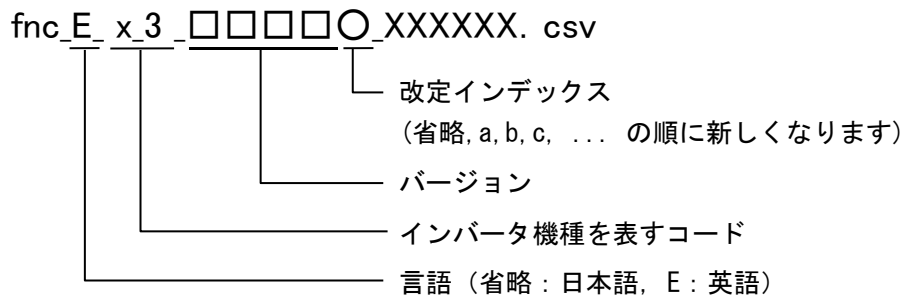 fnc_E_ x_3 _□□□□○_XXXXXX. csv
改定インデックス
(省略,a,b,c, ... の順に新しくなります)
バージョン
インバータ機種を表すコード
言語（省略：日本語，E：英語）